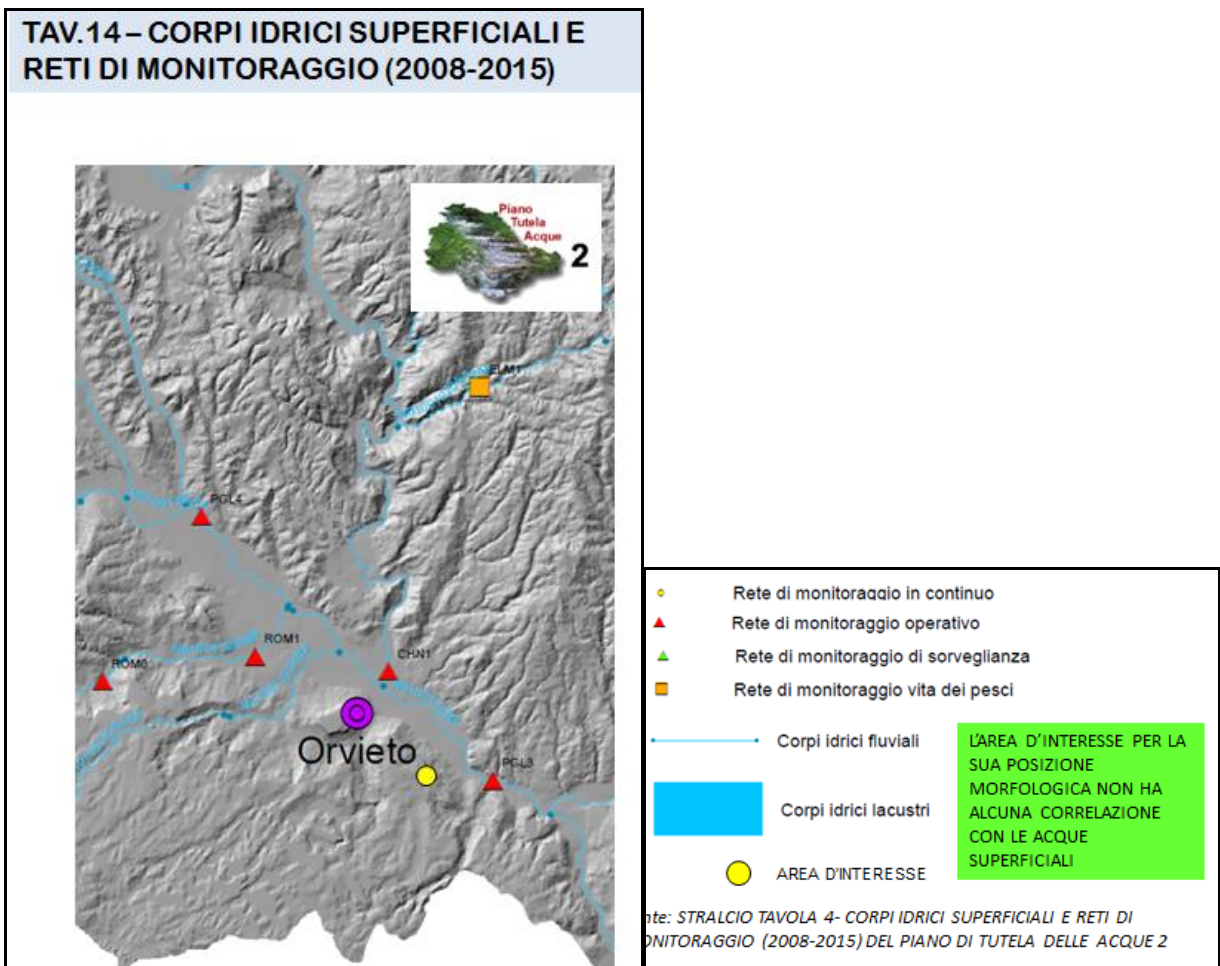 TAV.14 – CORPI IDRICI SUPERFICIALI E
RETI DI MONITORAGGIO (2008-2015)
Piano
Tutela
Acque
2
ELM1
PGL4
ROM1
CHN1
Orvieto
PGL3
Rete di monitoraggio in continuo
Rete di monitoraggio operativo
Rete di monitoraggio di sorveglianza
Rete di monitoraggio vita dei pesci
Corpi idrici fluviali
Corpi idrici lacustri
AREA D'INTERESSE
L'AREA D'INTERESSE PER LA
SUA POSIZIONE
MORFOLOGICA NON HA
ALCUNA CORRELAZIONE
CON LE ACQUE
SUPERFICIALI
nte: STRALCIO TAVOLA 4- CORPI IDRICI SUPERFICIALI E RETI DI
ONITORAGGIO (2008-2015) DEL PIANO DI TUTELA DELLE ACQUE 2